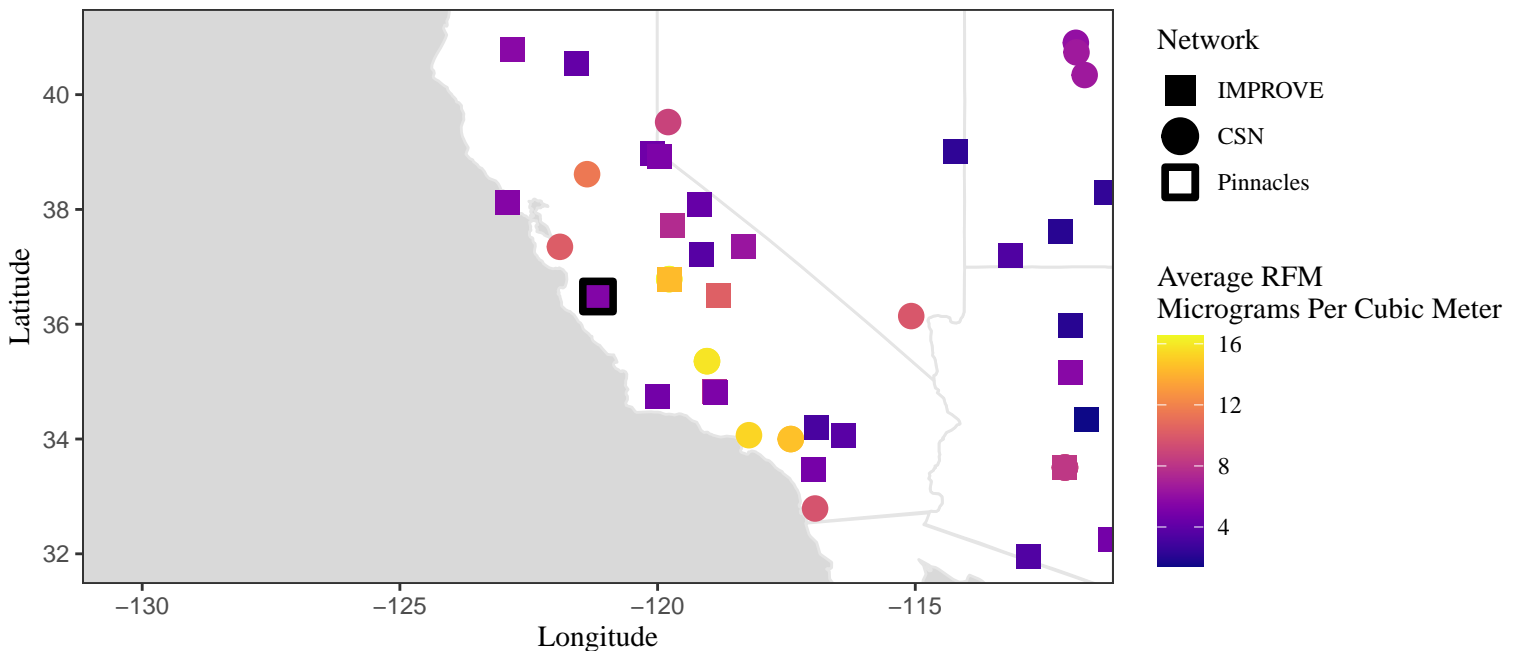 40
38
36
34
32
Latitude
−130
−125
−120
−115
Longitude
Network
IMPROVE
CSN
Pinnacles
Average RFM
Micrograms Per Cubic Meter
16
12
8
4